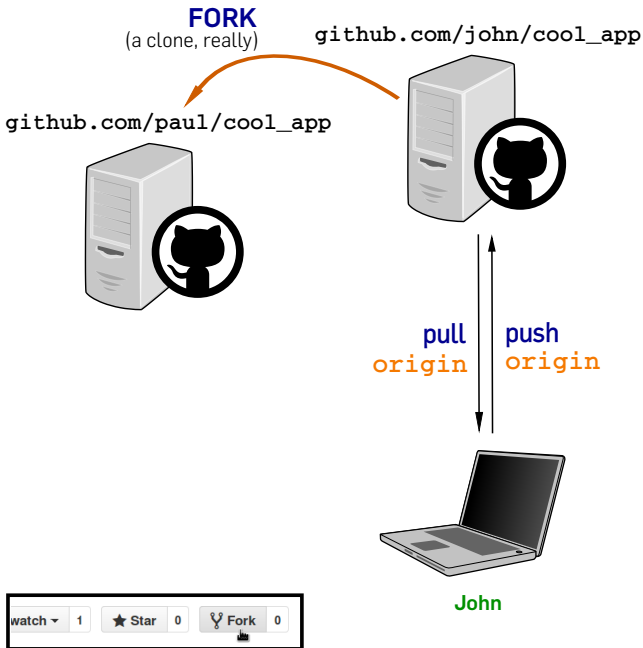 FORK
(a clone, really)
github.com/john/cool_app
github.com/paul/cool_app
pull
origin
push
origin
John
watch 1 Star 0 Fork 0